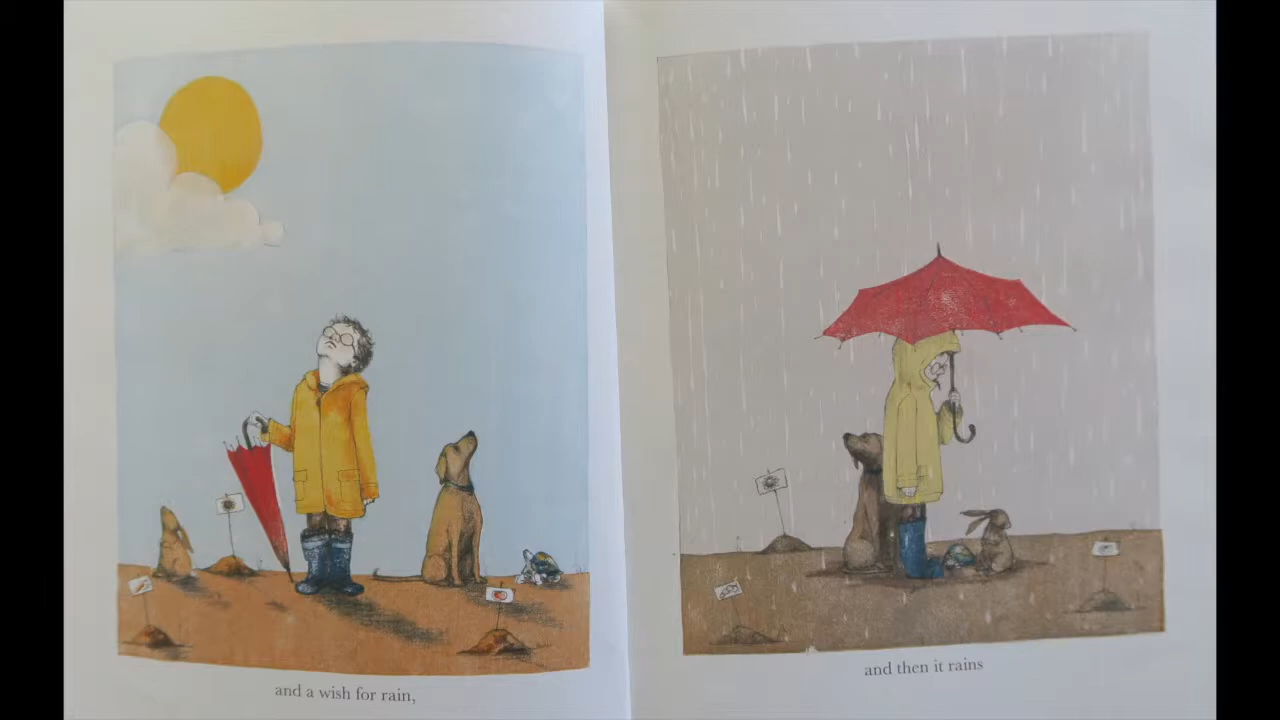 and a wish for rain,
and then it rains